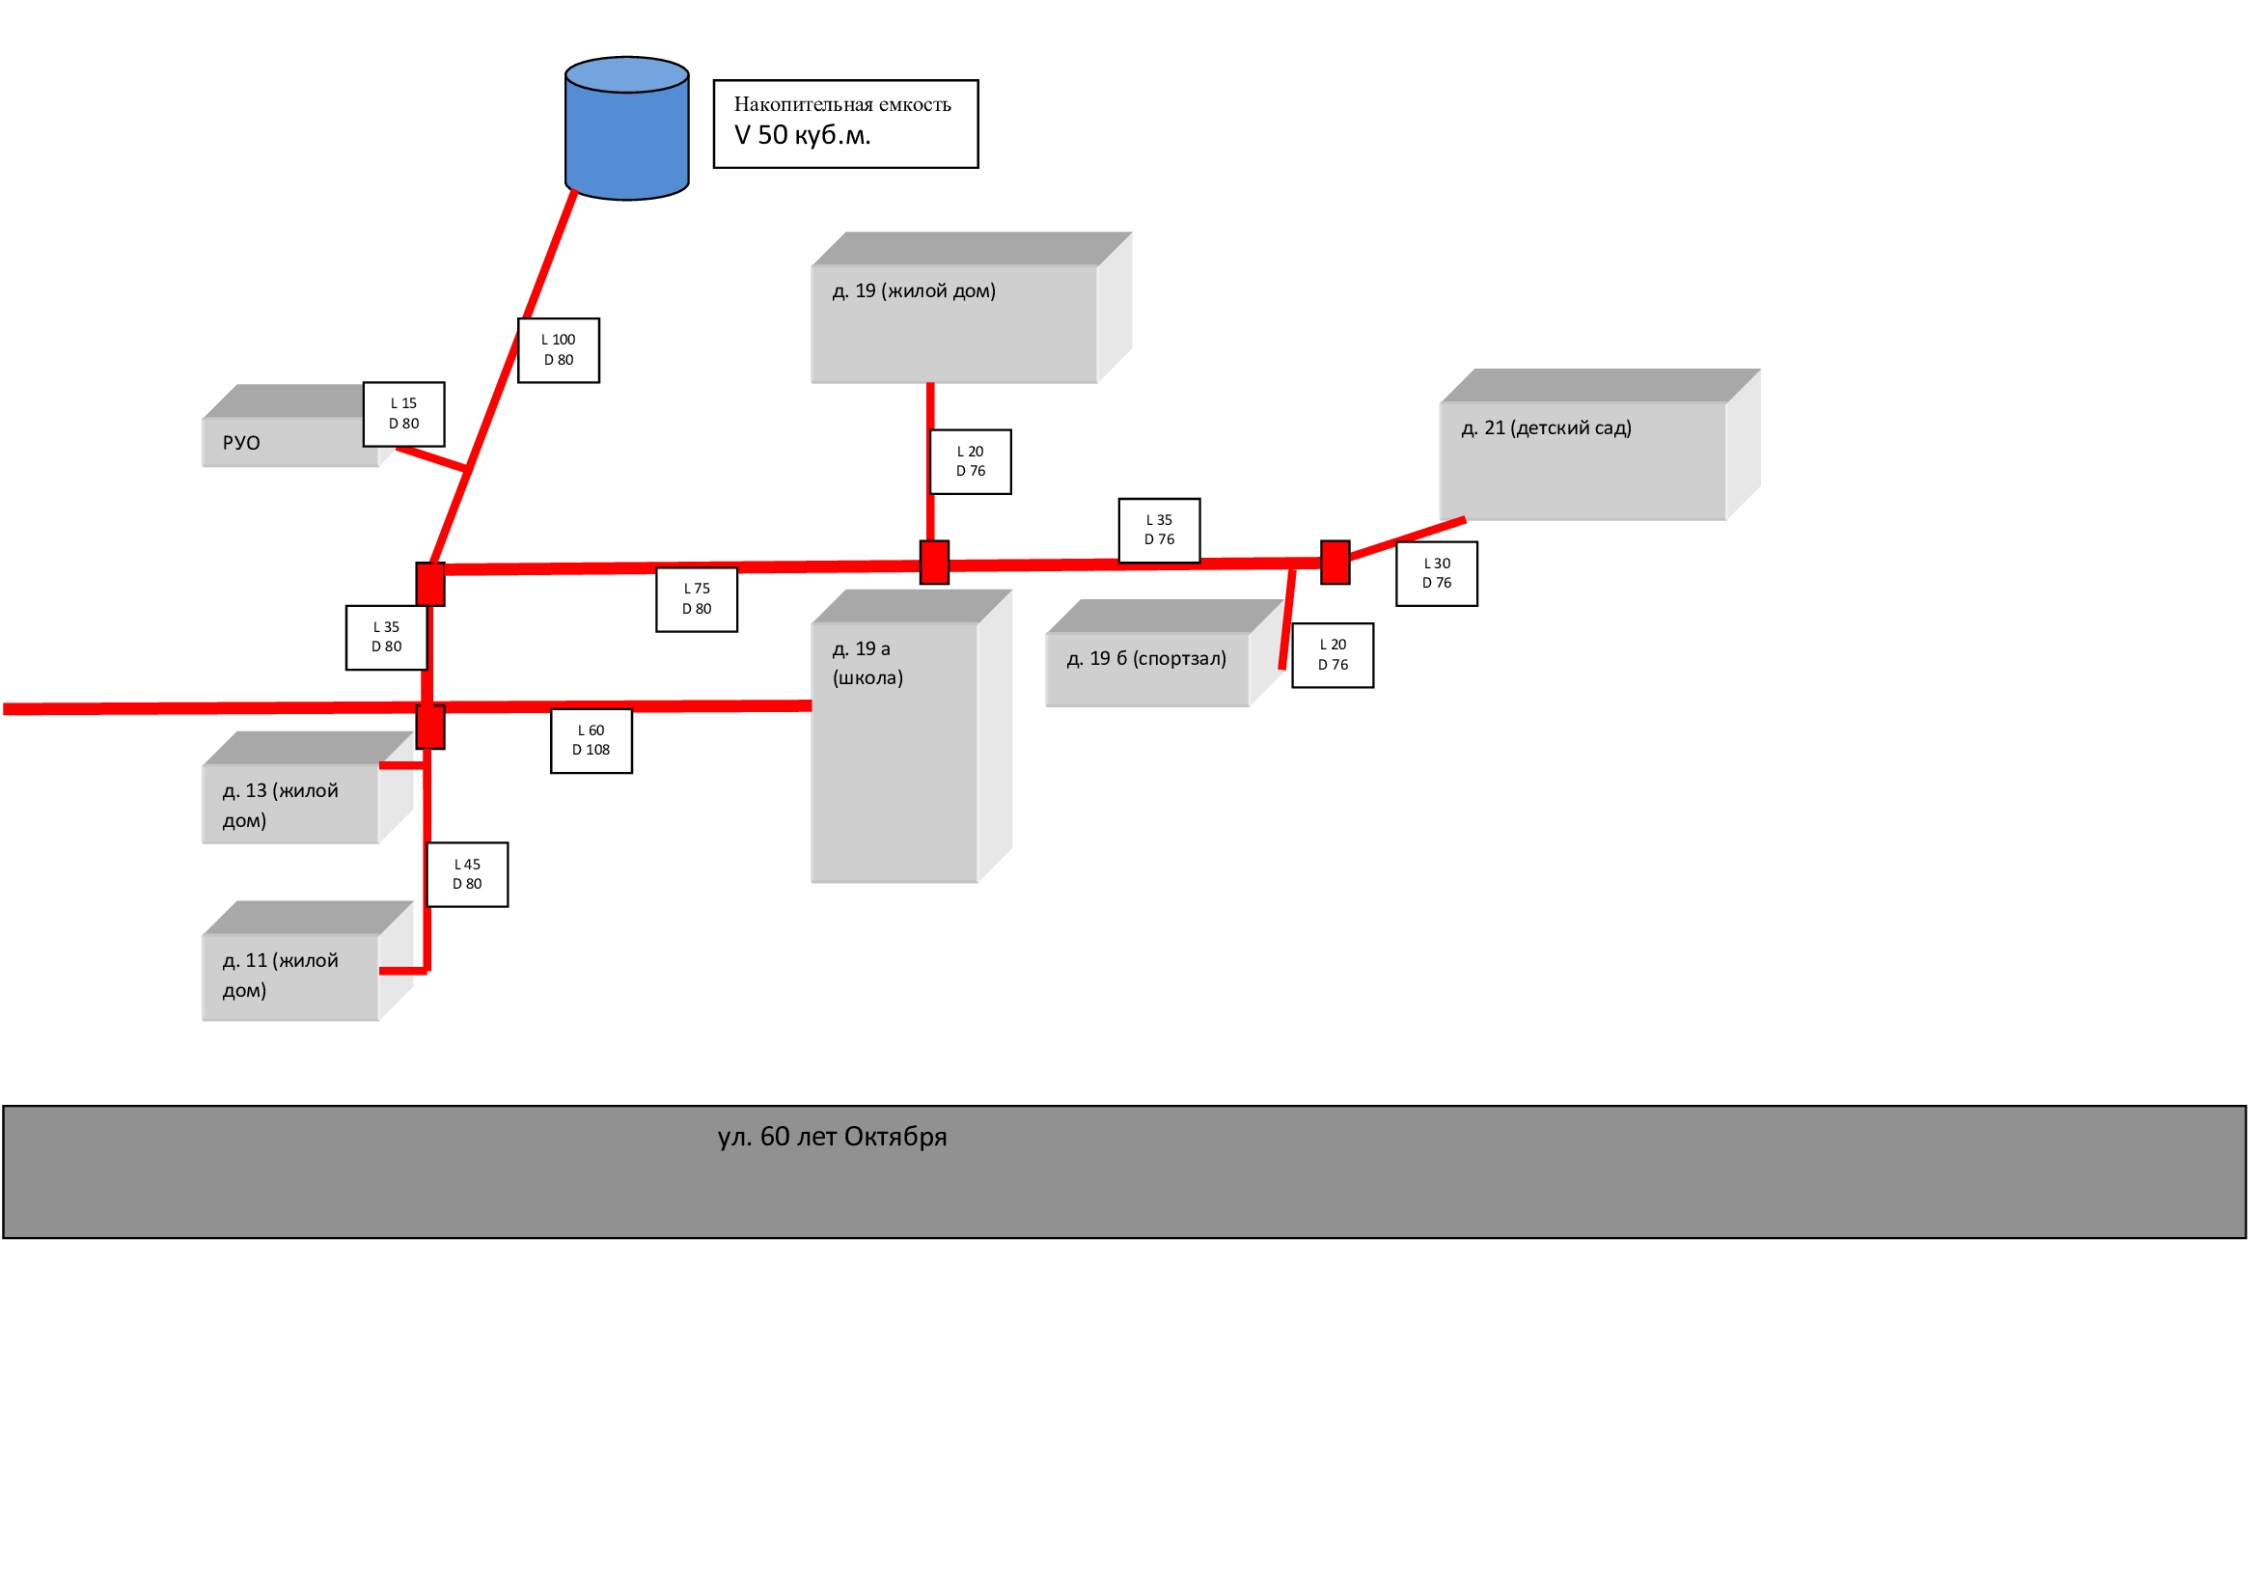 Накопительная емкость
V 50 куб.м.
д. 19 (жилой дом)
L 100
D 80
L 15
D 80
РУО
д. 21 (детский сад)
L 20
D 76
L 35
D 76
L 30
D 76
L 75
D 80
L 35
D 80
д. 19 а
(школа)
д. 19 б (спортзал)
L 20
D 76
L 60
D 108
д. 13 (жилой
дом)
L 45
D 80
д. 11 (жилой
дом)
ул. 60 лет Октября